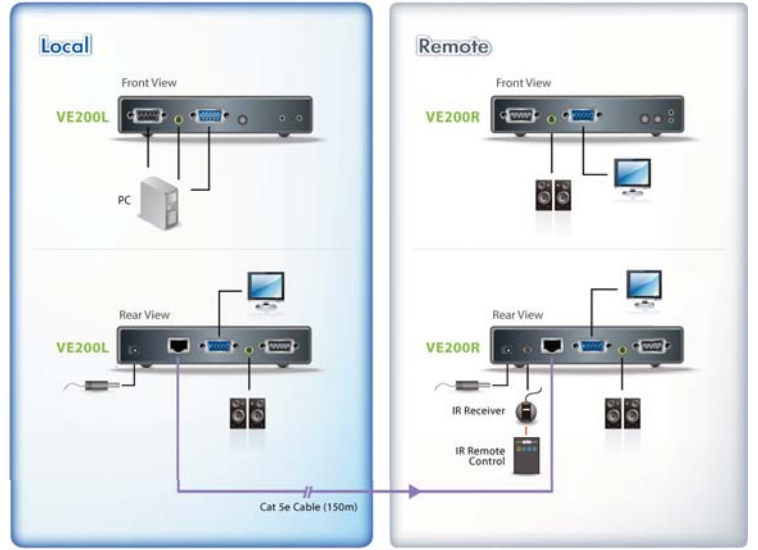 Local
Front View
VE200L
PC
Rear View
VE200L
Cat 5e Cable (150m)
Remote
Front View
VE200R
Rear View
VE200R
IR Receiver
IR Remote
Control